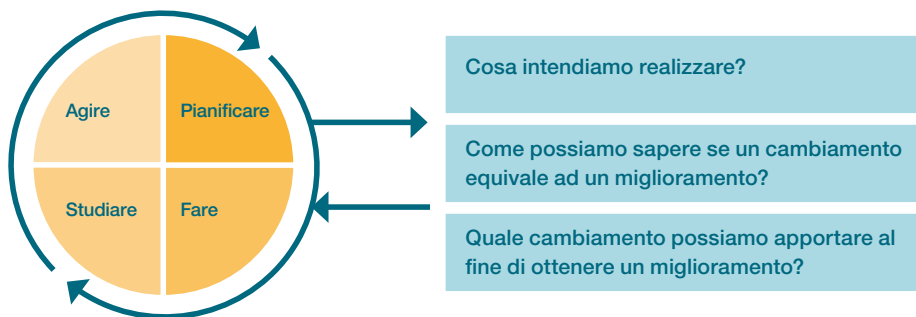 Agire
Pianificare
Studiare
Fare
Cosa intendiamo realizzare?
Come possiamo sapere se un cambiamento
equivale ad un miglioramento?
Quale cambiamento possiamo apportare al
fine di ottenere un miglioramento?